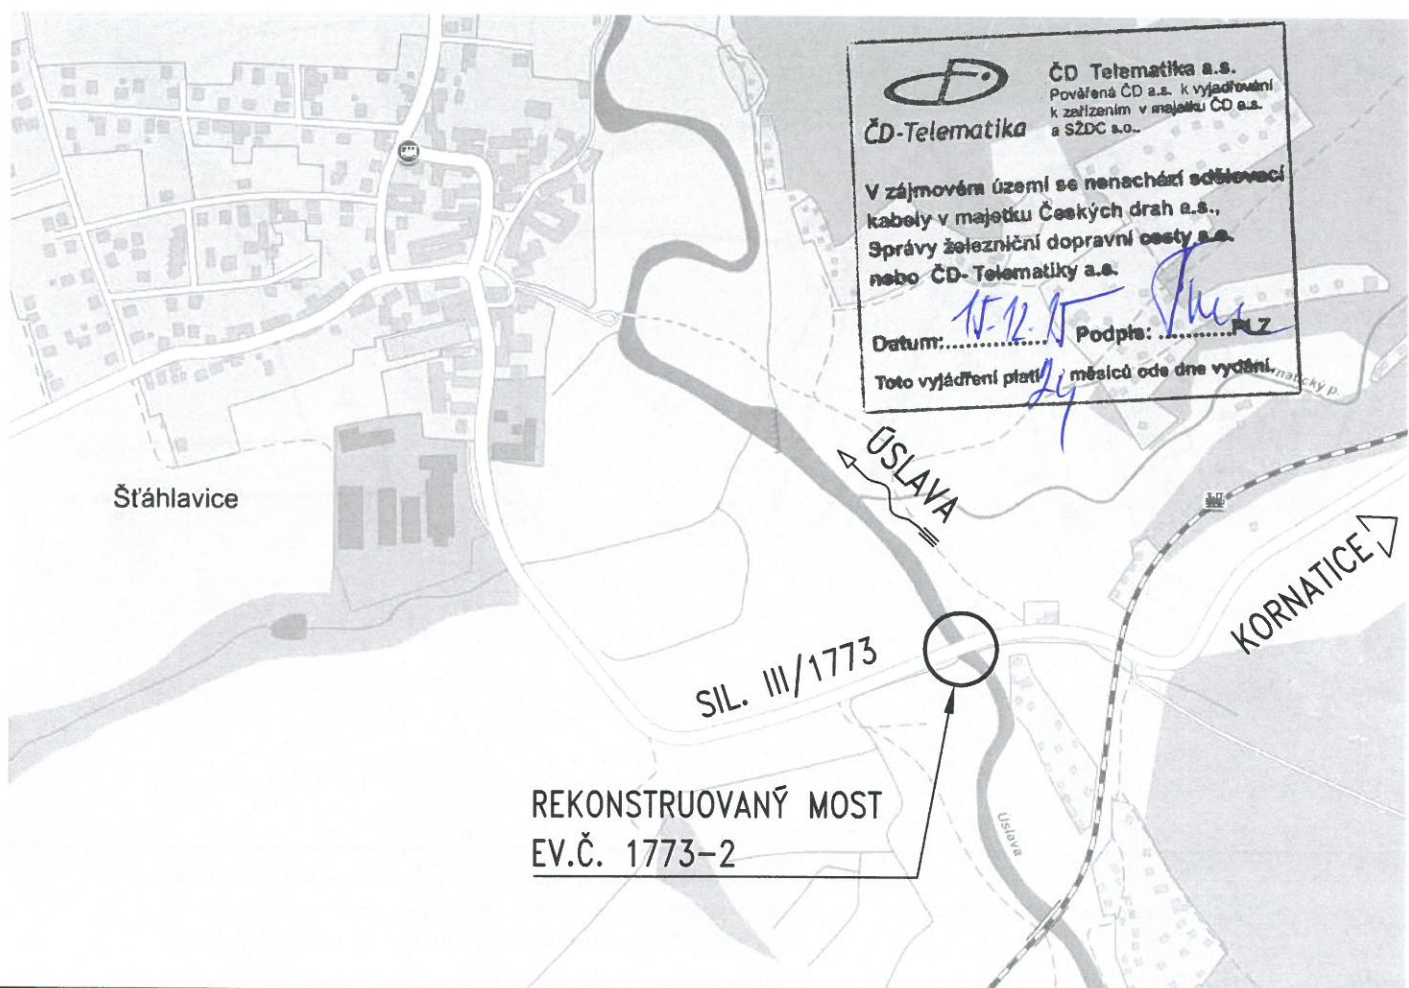 ČD-Telematika
ČD Telematika a.s.
Pověřená ČD a.s. k vyjadřování
k zařízením v majetku ČD a.s.
a SŽDC s.o..
V zájmovém území se nenachází sdělovací
kabely v majetku Českých drah a.s.,
Správy železniční dopravní cesty s.o.
nebo ČD- Telematiky a.s.
Datum:............... 15.12.15 Podpis: ...........PLZ
Toto vyjádření platí 24 měsíců ode dne vydání.
natický p.
ÚSLAVA
Šťáhlavice
KORNATICE
SIL. III/1773
REKONSTRUOVANÝ MOST
EV.Č. 1773-2
Úslava